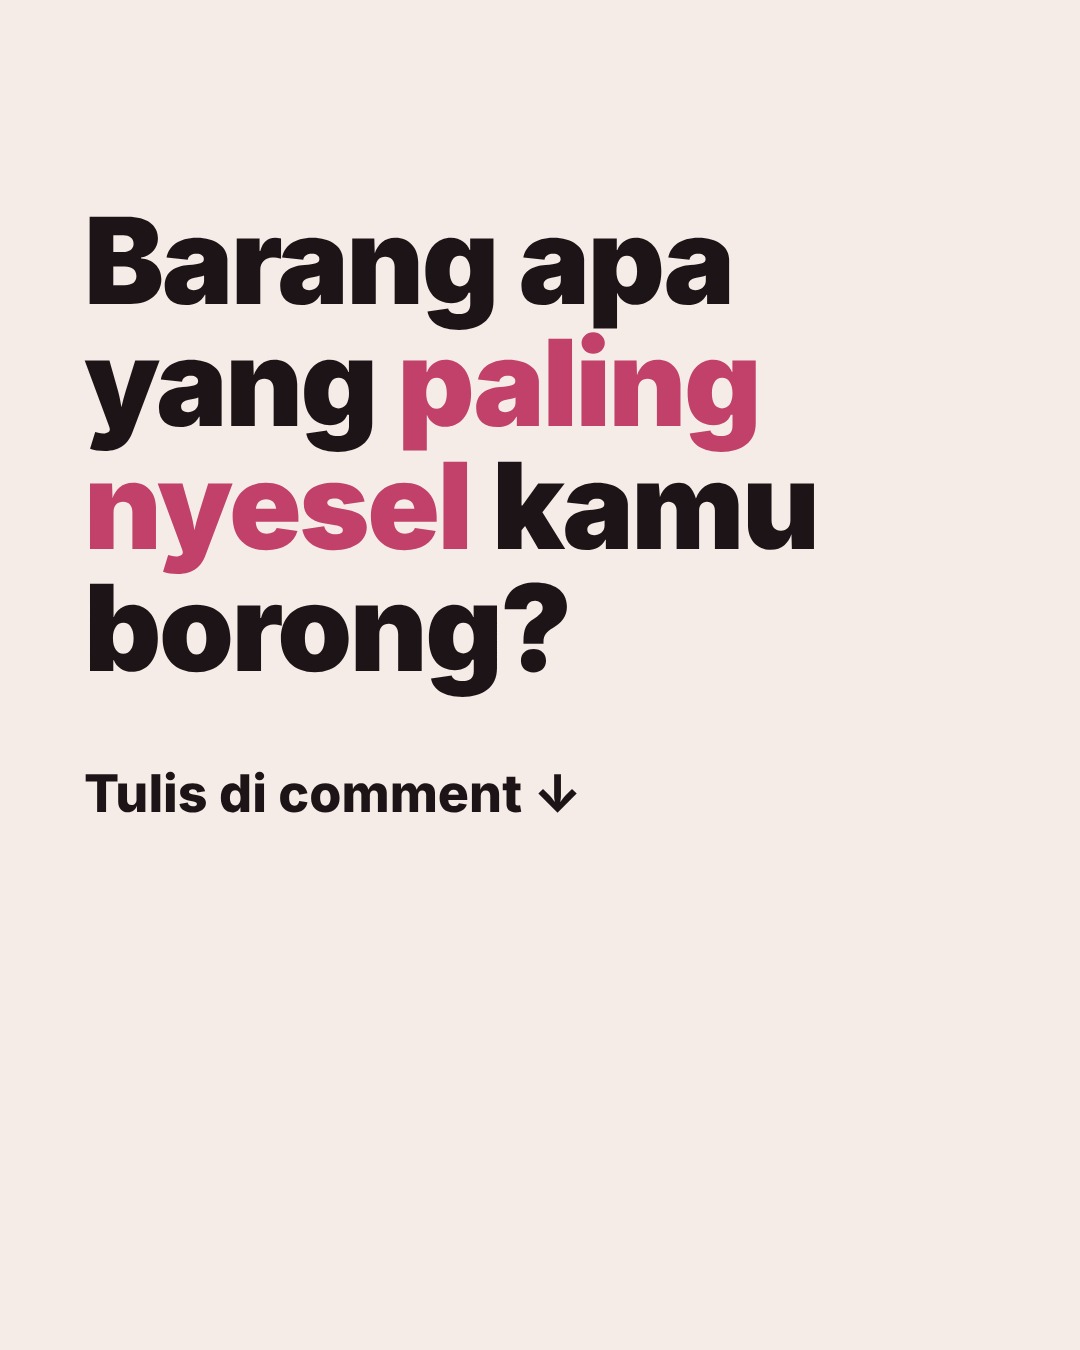 Barang apa
yang paling
nyesel kamu
borong?
Tulis di comment ↓